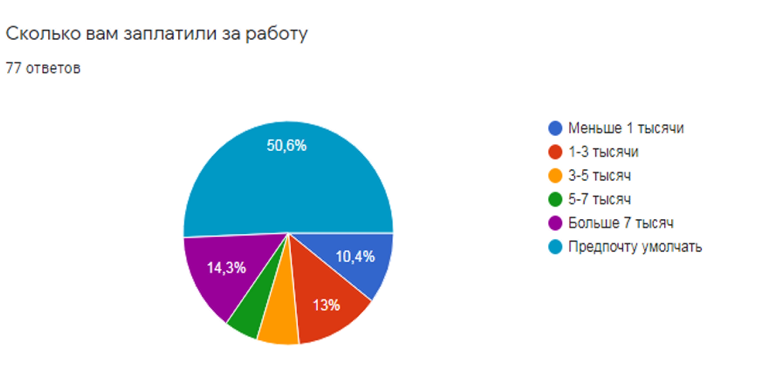 Сколько вам заплатили за работу
77 ответов
50,6%
14,3%
10,4%
13%
Меньше 1 тысячи
1-3 тысячи
3-5 тысяч
5-7 тысяч
Больше 7 тысяч
Предпочту умолчать